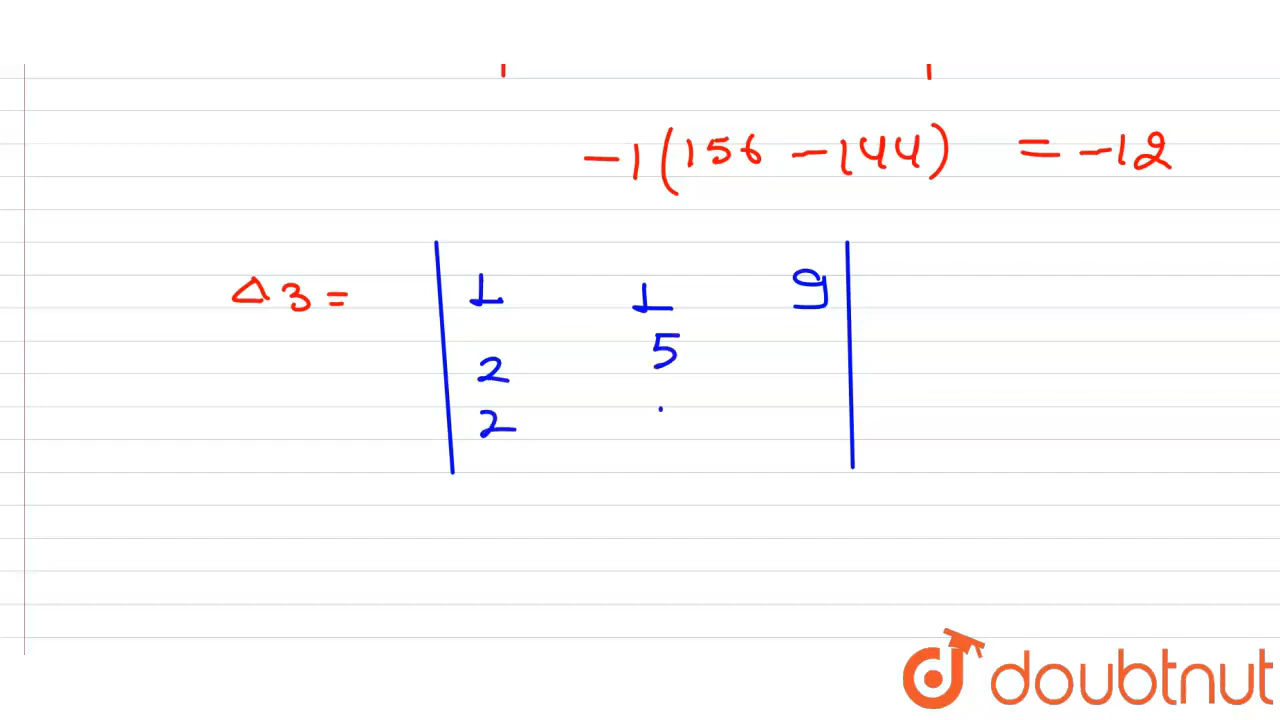 -1(156 - 144) = -12
Δ3 = | 1 1 9 |
2 5
2
doubtnut